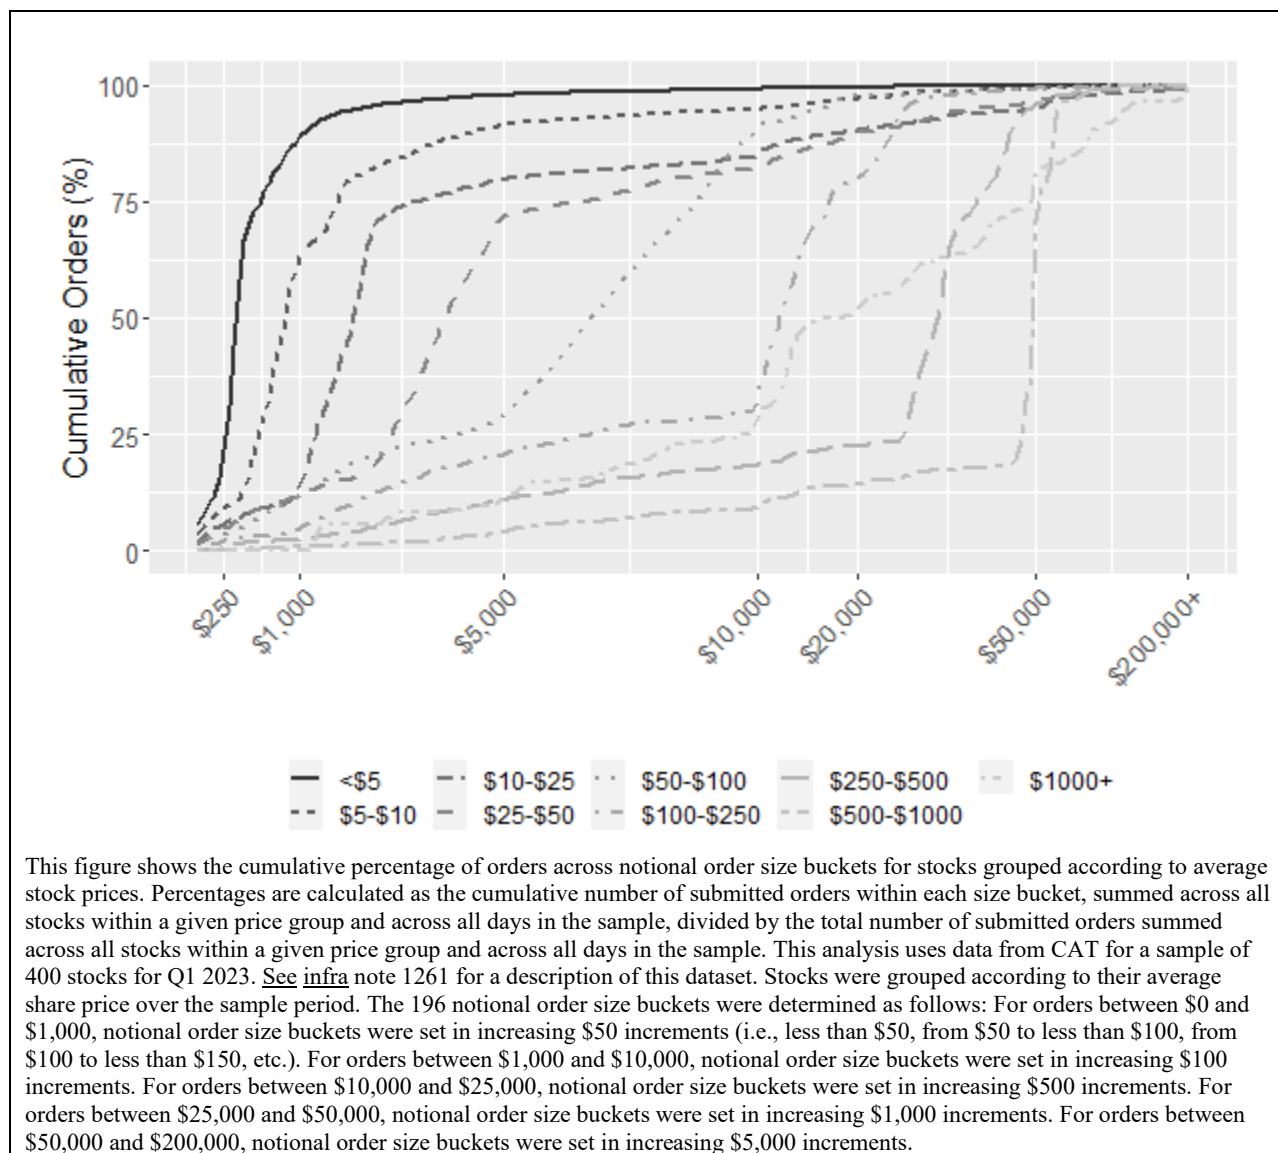 100
75
50
25
0
Cumulative Orders (%)
$250
$1,000
$5,000
$10,000
$20,000
$50,000
$200,000+
<$5
$10-$25
$50-$100
$250-$500
$1000+
$5-$10
$25-$50
$100-$250
$500-$1000
This figure shows the cumulative percentage of orders across notional order size buckets for stocks grouped according to average
stock prices. Percentages are calculated as the cumulative number of submitted orders within each size bucket, summed across all
stocks within a given price group and across all days in the sample, divided by the total number of submitted orders summed
across all stocks within a given price group and across all days in the sample. This analysis uses data from CAT for a sample of
400 stocks for Q1 2023. See infra note 1261 for a description of this dataset. Stocks were grouped according to their average
share price over the sample period. The 196 notional order size buckets were determined as follows: For orders between $0 and
$1,000, notional order size buckets were set in increasing $50 increments (i.e., less than $50, from $50 to less than $100, from
$100 to less than $150, etc.). For orders between $1,000 and $10,000, notional order size buckets were set in increasing $100
increments. For orders between $10,000 and $25,000, notional order size buckets were set in increasing $500 increments. For
orders between $25,000 and $50,000, notional order size buckets were set in increasing $1,000 increments. For orders between
$50,000 and $200,000, notional order size buckets were set in increasing $5,000 increments.